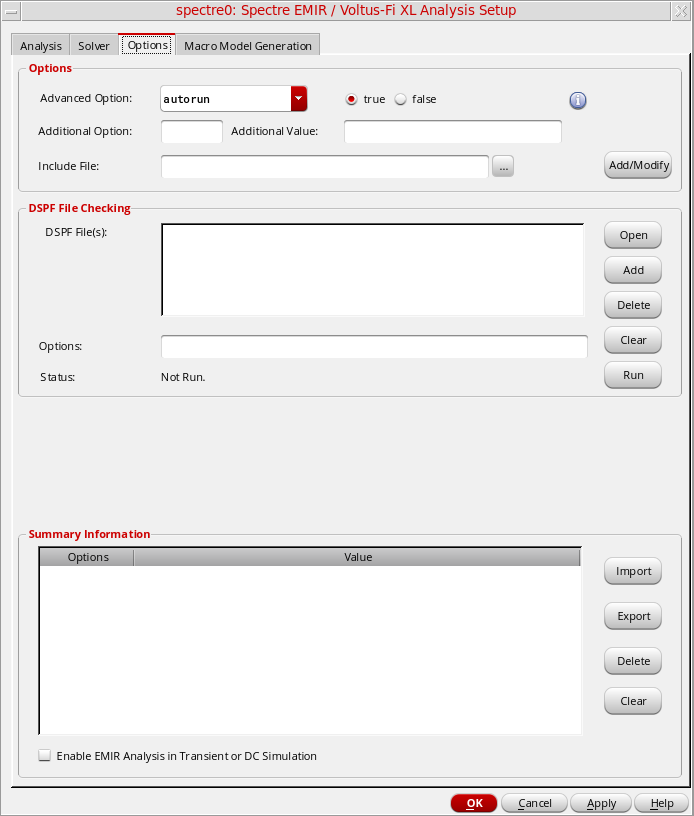 spectre0: Spectre EMIR / Voltus-Fi XL Analysis Setup
Analysis Solver Options Macro Model Generation
Options
Advanced Option: autorun true false
Additional Option: Additional Value:
Include File: ... Add/Modify
DSPF File Checking
DSPF File(s): Open
Add
Delete
Options: Clear
Status: Not Run. Run
Summary Information
Options Value
Import
Export
Delete
Clear
Enable EMIR Analysis in Transient or DC Simulation
OK Cancel Apply Help